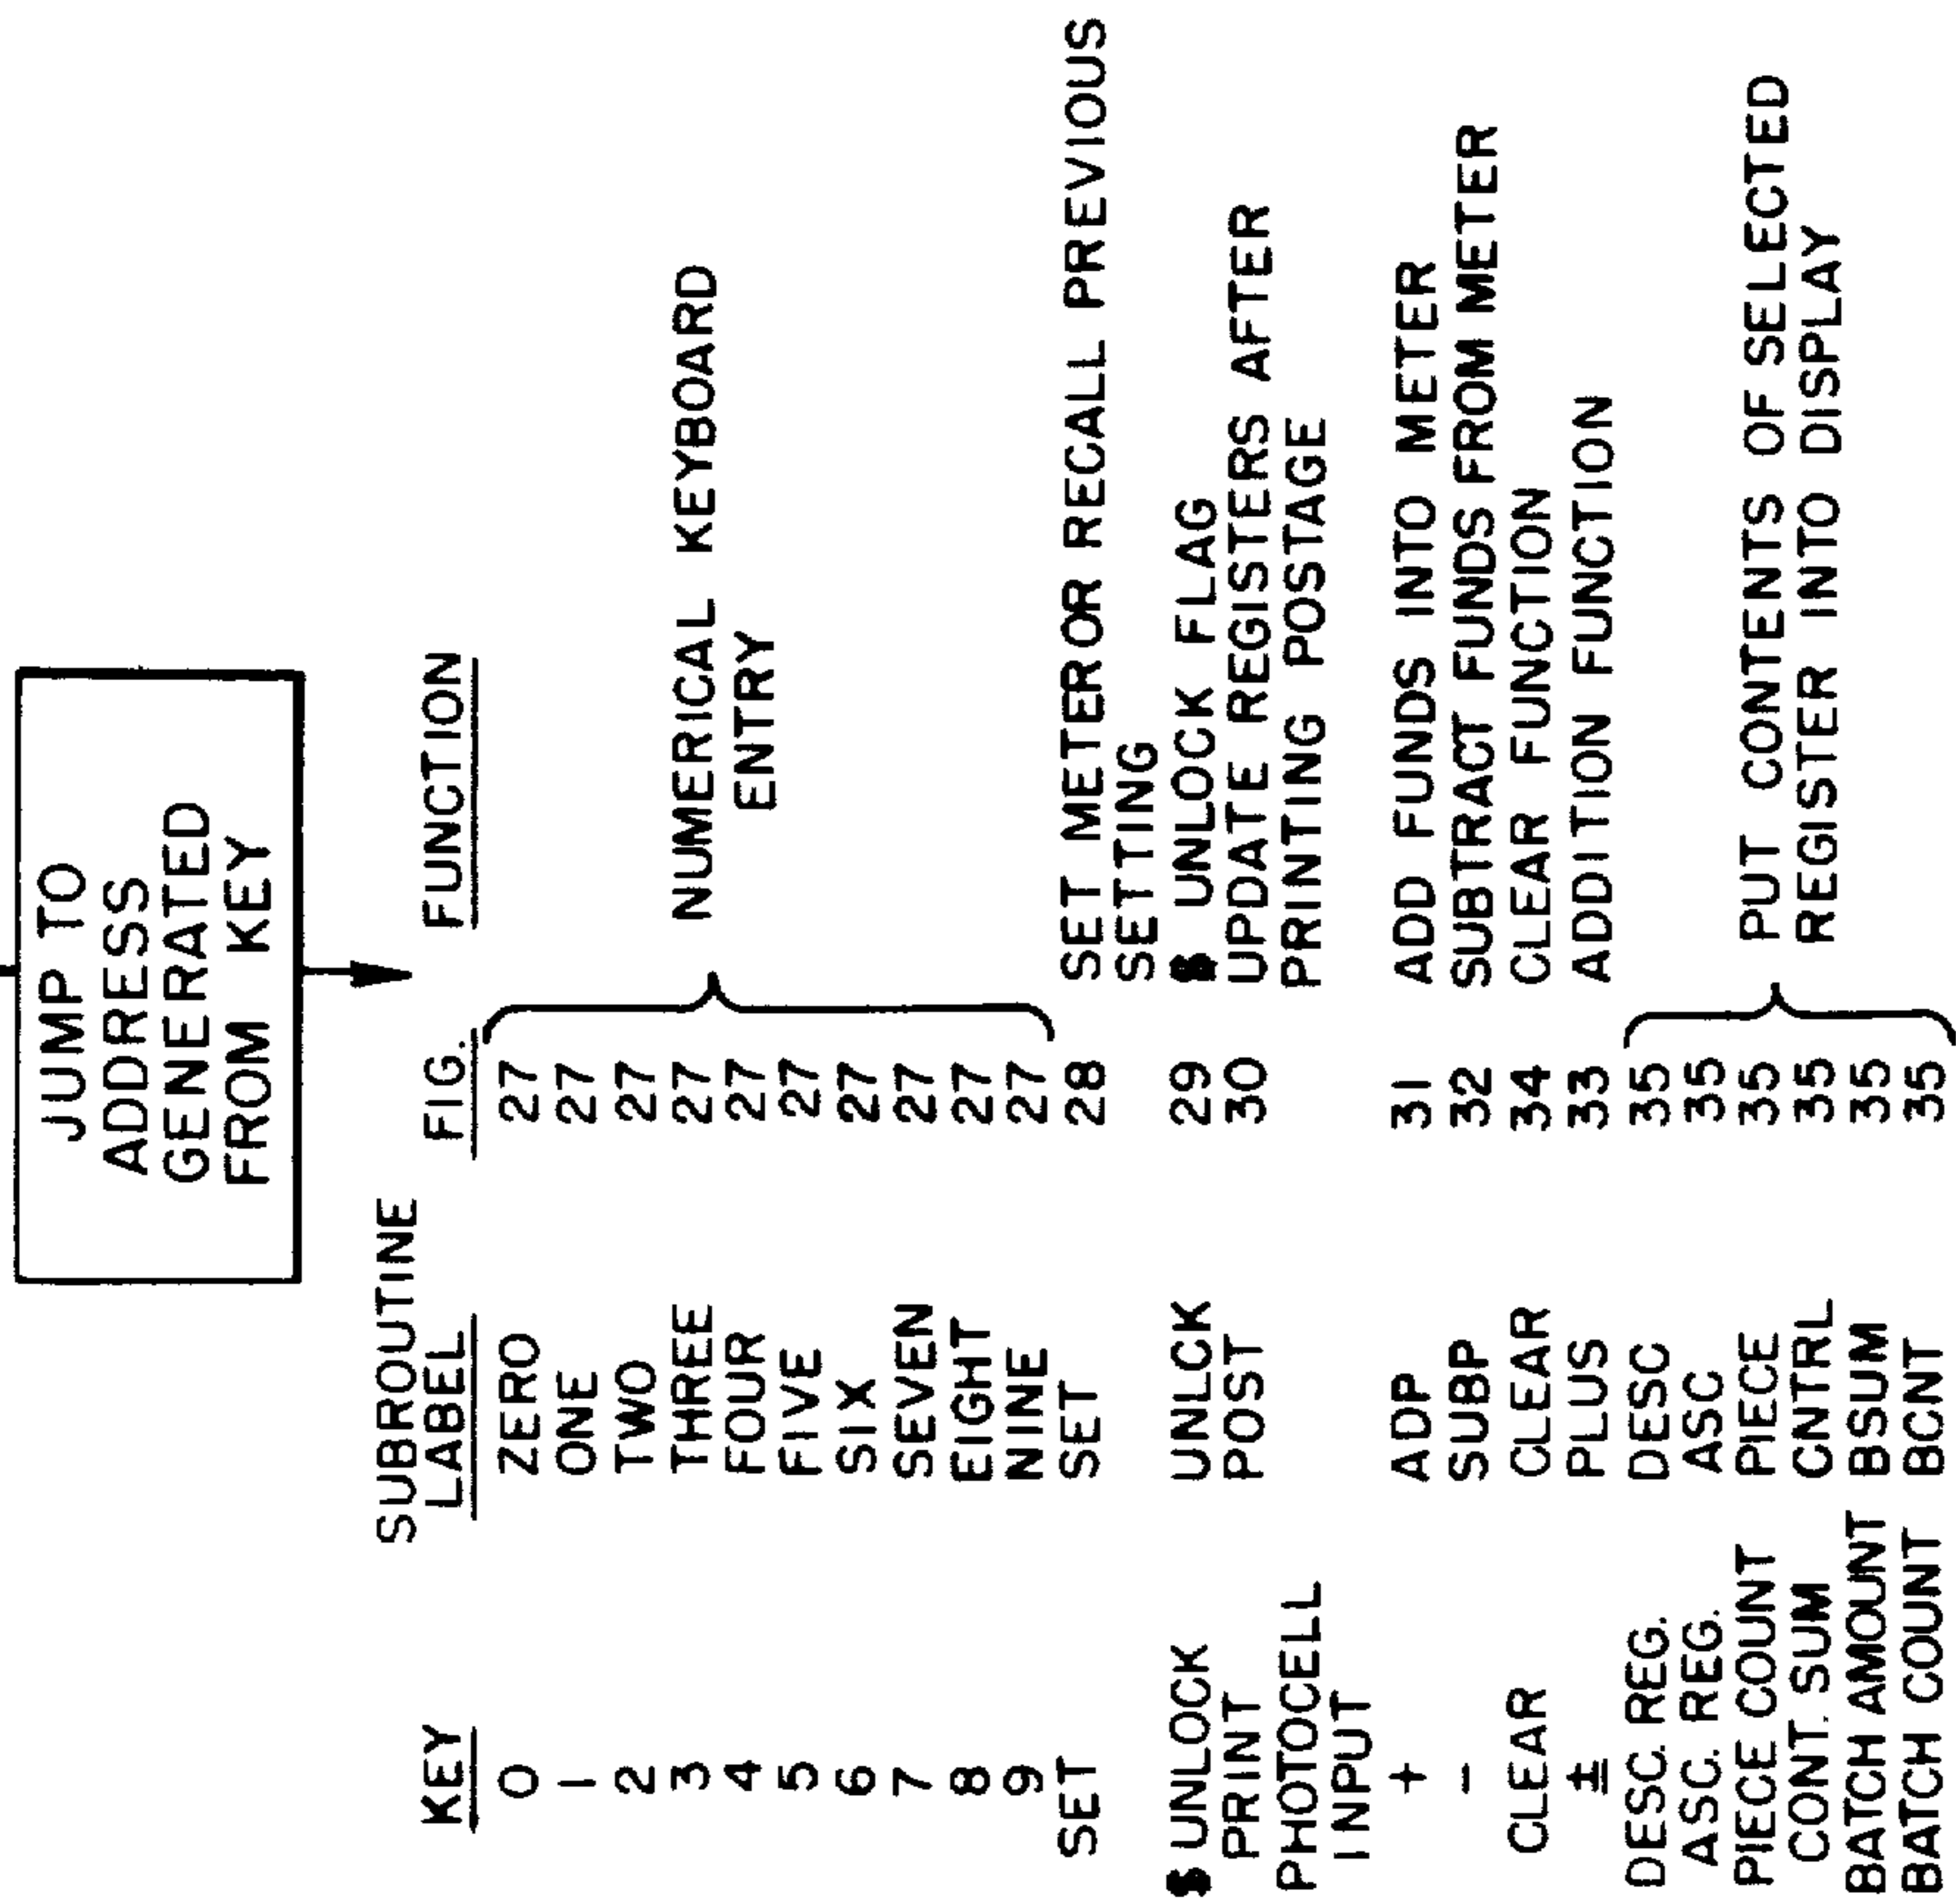 JUMP TO
ADDRESS
GENERATED
FROM KEY
SUBROUTINE
KEY LABEL FIG. FUNCTION
0 ZERO 27
1 ONE 27
2 TWO 27
3 THREE 27 NUMERICAL KEYBOARD
4 FOUR 27 ENTRY
5 FIVE 27
6 SIX 27
7 SEVEN 27
8 EIGHT 27
9 NINE 27
SET SET 28 SET METER OR RECALL PREVIOUS
SETTING
$ UNLOCK UNLCK 29 $ UNLOCK FLAG
PRINT POST 30 UPDATE REGISTERS AFTER
PHOTOCELL PRINTING POSTAGE
INPUT
+ ADP 31 ADD FUNDS INTO METER
- SUBP 32 SUBTRACT FUNDS FROM METER
CLEAR CLEAR 34 CLEAR FUNCTION
± PLUS 33 ADDITION FUNCTION
DESC. REG. DESC 35
ASC. REG. ASC 35
PIECE COUNT PIECE 35 PUT CONTENTS OF SELECTED
CONT. SUM CNTRL 35 REGISTER INTO DISPLAY
BATCH AMOUNT BSUM 35
BATCH COUNT BCNT 35